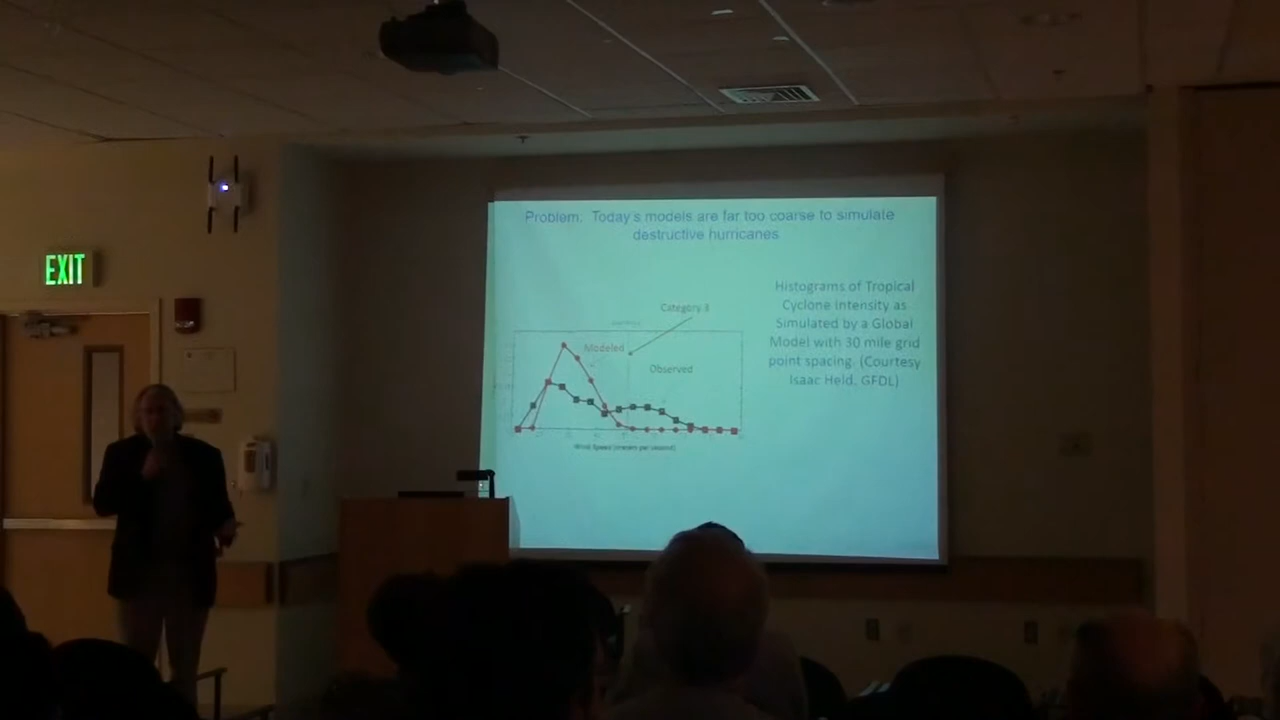 EXIT
Problem: Today's models are far too coarse to simulate
destructive hurricanes
Histograms of Tropical
Cyclone Intensity as
Simulated by a Global
Model with 30 mile grid
point spacing. (Courtesy
Isaac Held, GFDL)
Category 3
Modeled
Observed
Wind Speed (meters per second)